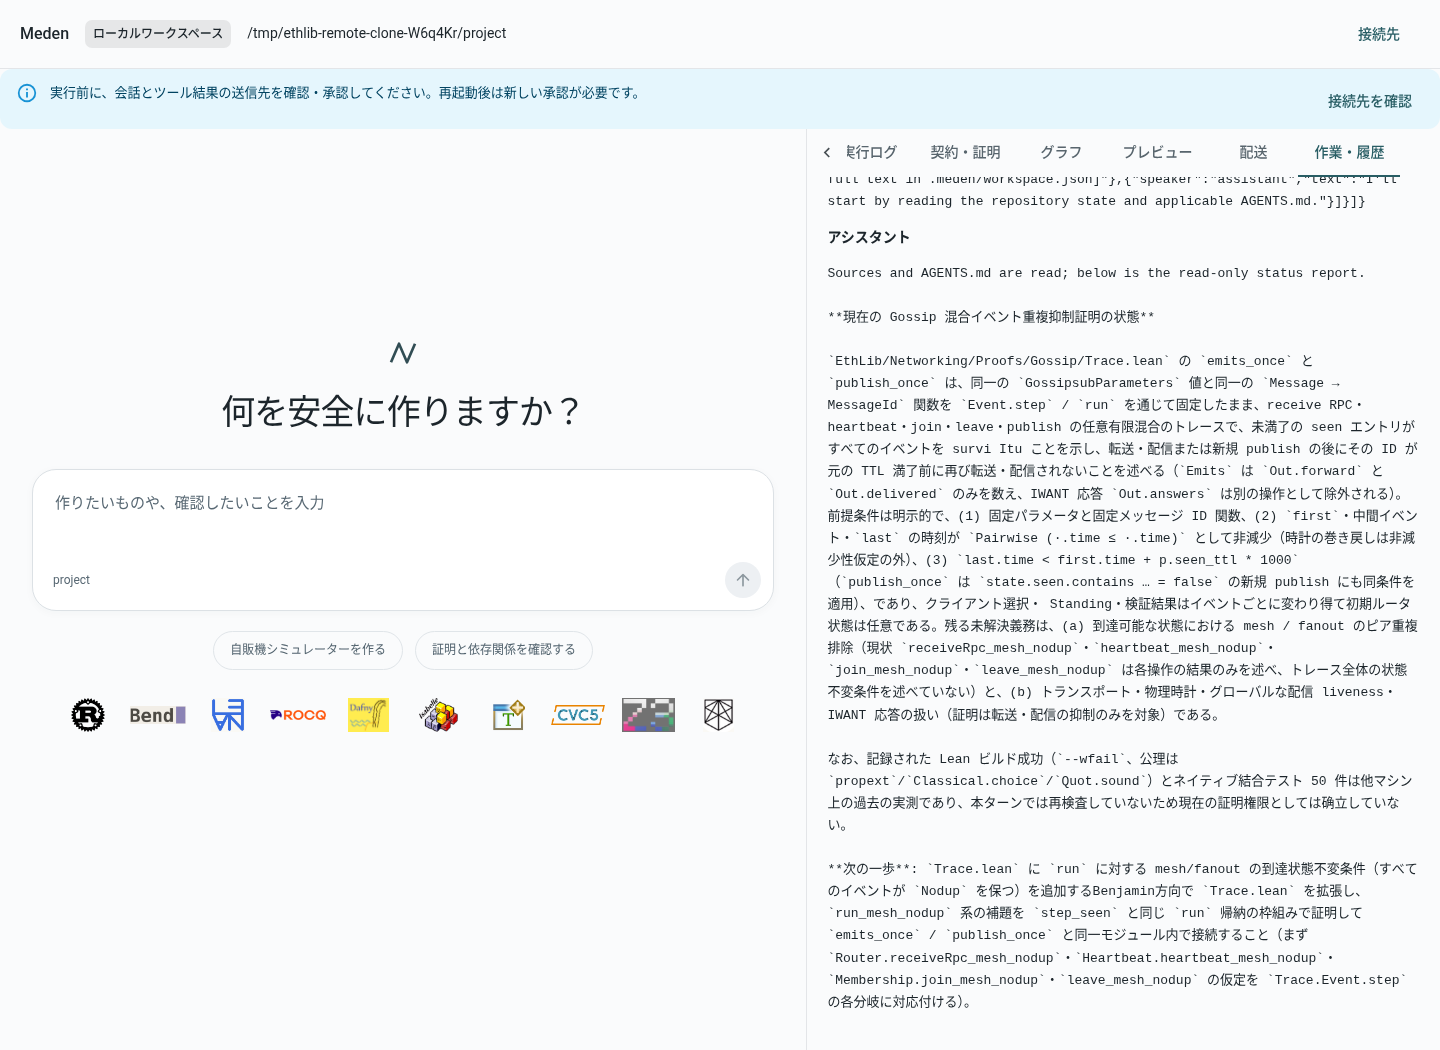 Meden
ローカルワークスペース
/tmp/ethlib-remote-clone-W6q4Kr/project
接続先
実行前に、会話とツール結果の送信先を確認・承認してください。再起動後は新しい承認が必要です。
接続先を確認
実行ログ
契約・証明
グラフ
プレビュー
配送
作業・履歴
full text in .meden/workspace.json]"},{"speaker":"assistant","text":"I'll
start by reading the repository state and applicable AGENTS.md."}]}]}
アシスタント
Sources and AGENTS.md are read; below is the read-only status report.
**現在の Gossip 混合イベント重複抑制証明の状態**
`EthLib/Networking/Proofs/Gossip/Trace.lean` の `emits_once` と
`publish_once` は、同一の `GossipsubParameters` 値と同一の `Message →
MessageId` 関数を `Event.step` / `run` を通じて固定したまま、receive RPC・
heartbeat・join・leave・publish の任意有限混合のトレースで、未満了の seen エントリが
すべてのイベントを survi Itu ことを示し、転送・配信または新規 publish の後にその ID が
元の TTL 満了前に再び転送・配信されないことを述べる（`Emits` は `Out.forward` と
`Out.delivered` のみを数え、IWANT 応答 `Out.answers` は別の操作として除外される）。
前提条件は明示的で、(1) 固定パラメータと固定メッセージ ID 関数、(2) `first`・中間イベン
ト・`last` の時刻が `Pairwise (·.time ≤ ·.time)` として非減少（時計の巻き戻しは非減
少性仮定の外）、(3) `last.time < first.time + p.seen_ttl * 1000`
（`publish_once` は `state.seen.contains … = false` の新規 publish にも同条件を
適用）、であり、クライアント選択・ Standing・検証結果はイベントごとに変わり得て初期ルータ
状態は任意である。残る未解決義務は、(a) 到達可能な状態における mesh / fanout のピア重複
排除（現状 `receiveRpc_mesh_nodup`・`heartbeat_mesh_nodup`・
`join_mesh_nodup`・`leave_mesh_nodup` は各操作の結果のみを述べ、トレース全体の状態
不変条件を述べていない）と、(b) トランスポート・物理時計・グローバルな配信 liveness・
IWANT 応答の扱い（証明は転送・配信の抑制のみを対象）である。
なお、記録された Lean ビルド成功（`--wfail`、公理は
`propext`/`Classical.choice`/`Quot.sound`）とネイティブ結合テスト 50 件は他マシン
上の過去の実測であり、本ターンでは再検査していないため現在の証明権限としては確立していな
い。
**次の一歩**: `Trace.lean` に `run` に対する mesh/fanout の到達状態不変条件（すべて
のイベントが `Nodup` を保つ）を追加するBenjamin方向で `Trace.lean` を拡張し、
`run_mesh_nodup` 系の補題を `step_seen` と同じ `run` 帰納の枠組みで証明して
`emits_once` / `publish_once` と同一モジュール内で接続すること（まず
`Router.receiveRpc_mesh_nodup`・`Heartbeat.heartbeat_mesh_nodup`・
`Membership.join_mesh_nodup`・`leave_mesh_nodup` の仮定を `Trace.Event.step`
の各分岐に対応付ける）。
何を安全に作りますか？
作りたいものや、確認したいことを入力
project
自販機シミュレーターを作る
証明と依存関係を確認する
R
Bend
ROCQ
Dafny
Isabelle
T
CVC5